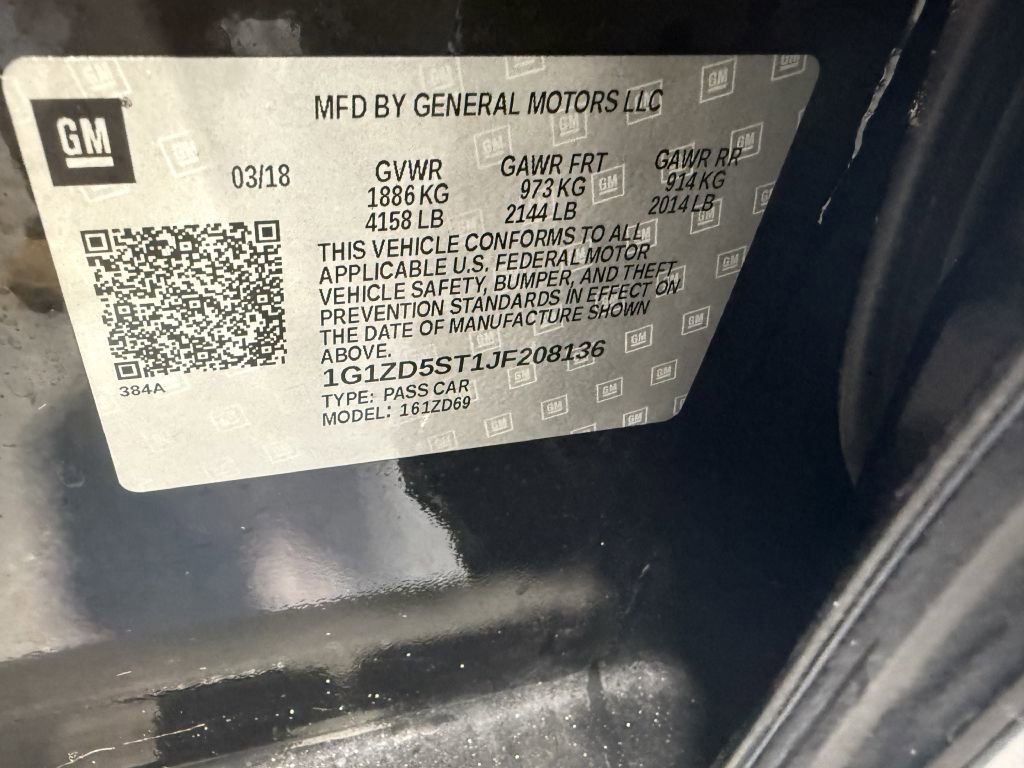 GM
MFD BY GENERAL MOTORS LLC
03/18
GVWR GAWR FRT GAWR RR
1886 KG 973 KG 914 KG
4158 LB 2144 LB 2014 LB
THIS VEHICLE CONFORMS TO ALL
APPLICABLE U.S. FEDERAL MOTOR
VEHICLE SAFETY, BUMPER, AND THEFT
PREVENTION STANDARDS IN EFFECT ON
THE DATE OF MANUFACTURE SHOWN
ABOVE.
1G1ZD5ST1JF208136
TYPE: PASS CAR
MODEL: 161ZD69
384A